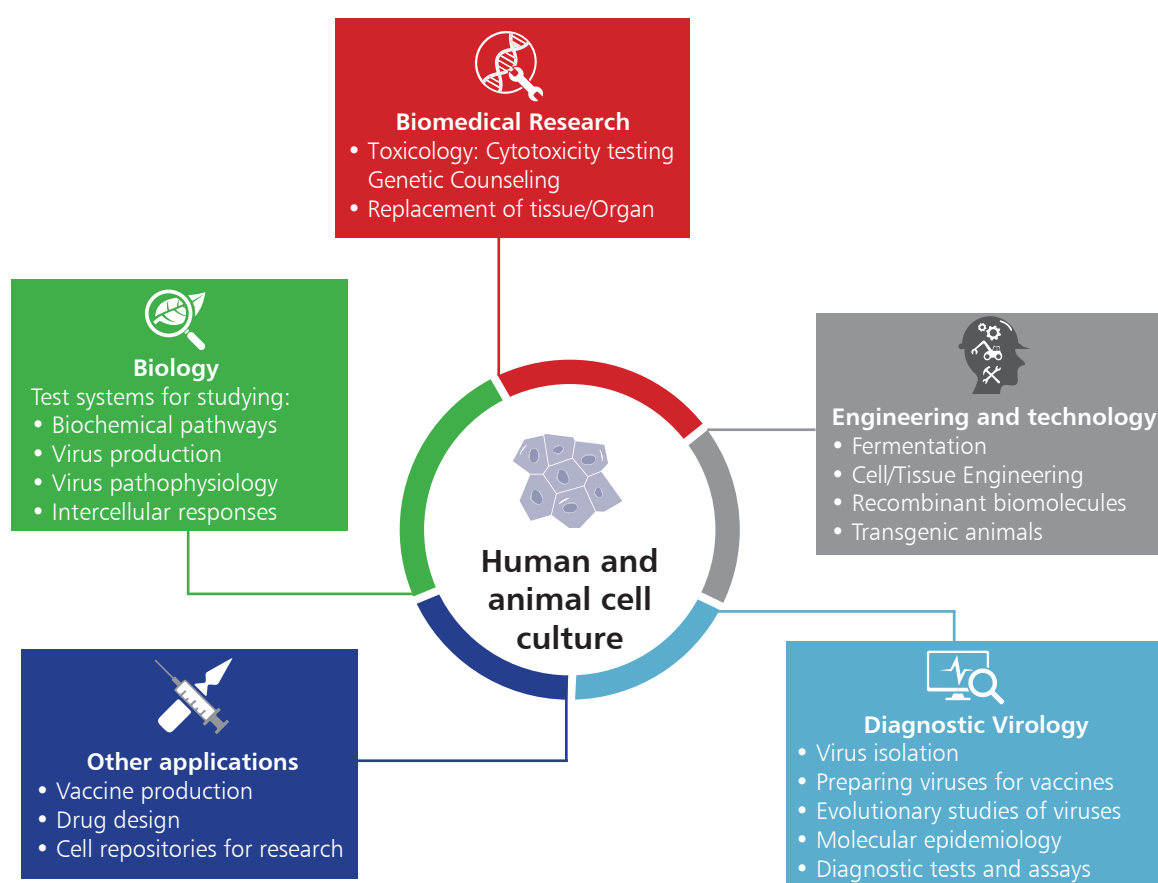 Biomedical Research
• Toxicology: Cytotoxicity testing
Genetic Counseling
• Replacement of tissue/Organ
Biology
Test systems for studying:
• Biochemical pathways
• Virus production
• Virus pathophysiology
• Intercellular responses
Engineering and technology
• Fermentation
• Cell/Tissue Engineering
• Recombinant biomolecules
• Transgenic animals
Human and
animal cell
culture
Other applications
• Vaccine production
• Drug design
• Cell repositories for research
Diagnostic Virology
• Virus isolation
• Preparing viruses for vaccines
• Evolutionary studies of viruses
• Molecular epidemiology
• Diagnostic tests and assays